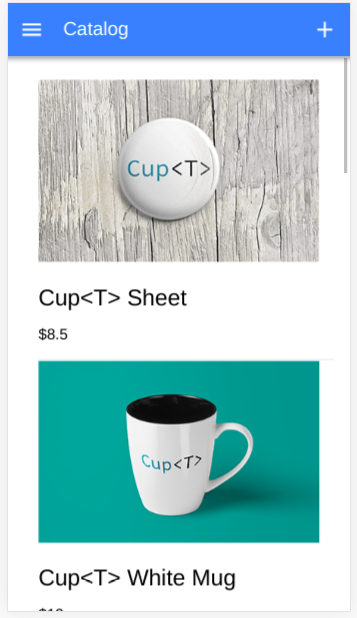 Catalog
Cup<T>
Cup<T> Sheet
$8.5
Cup<T>
Cup<T> White Mug